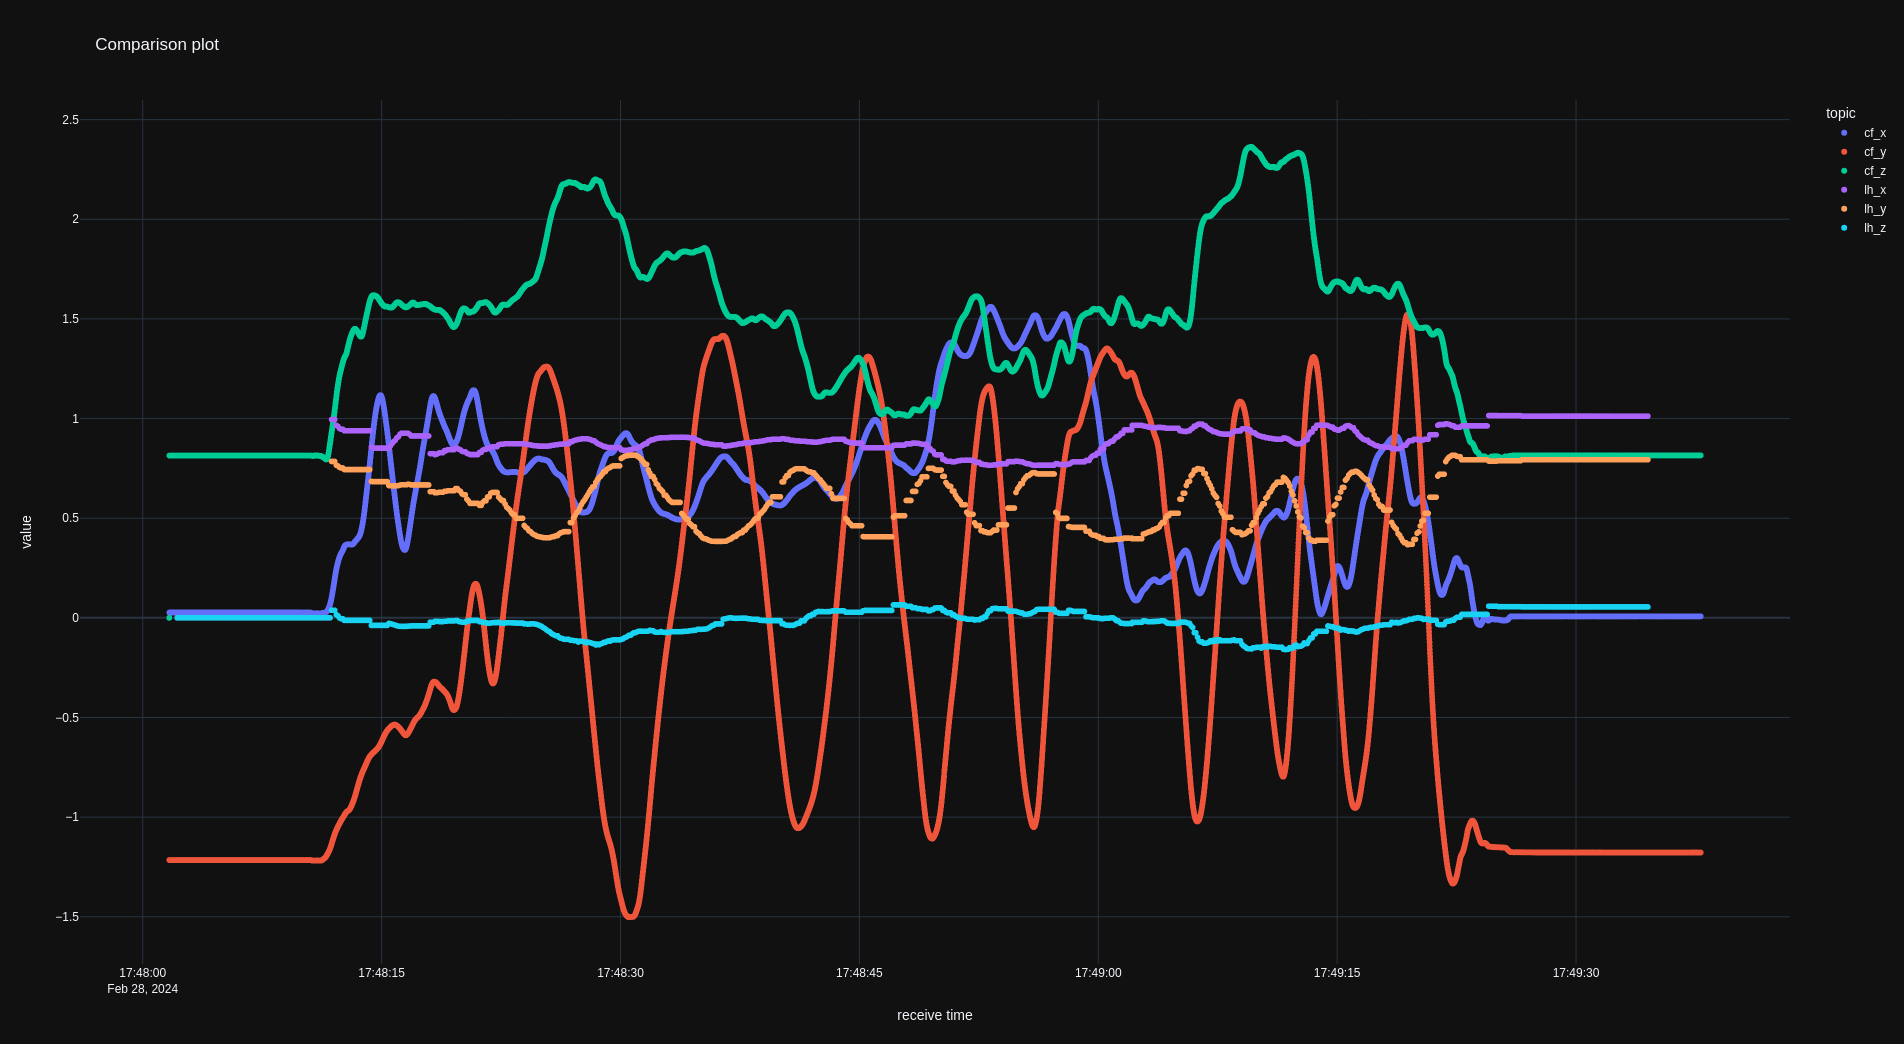 Comparison plot
topic
cf_x
cf_y
cf_z
lh_x
lh_y
lh_z
value
2.5
2
1.5
1
0.5
0
−0.5
−1
−1.5
17:48:00 17:48:15 17:48:30 17:48:45 17:49:00 17:49:15 17:49:30
Feb 28, 2024
receive time